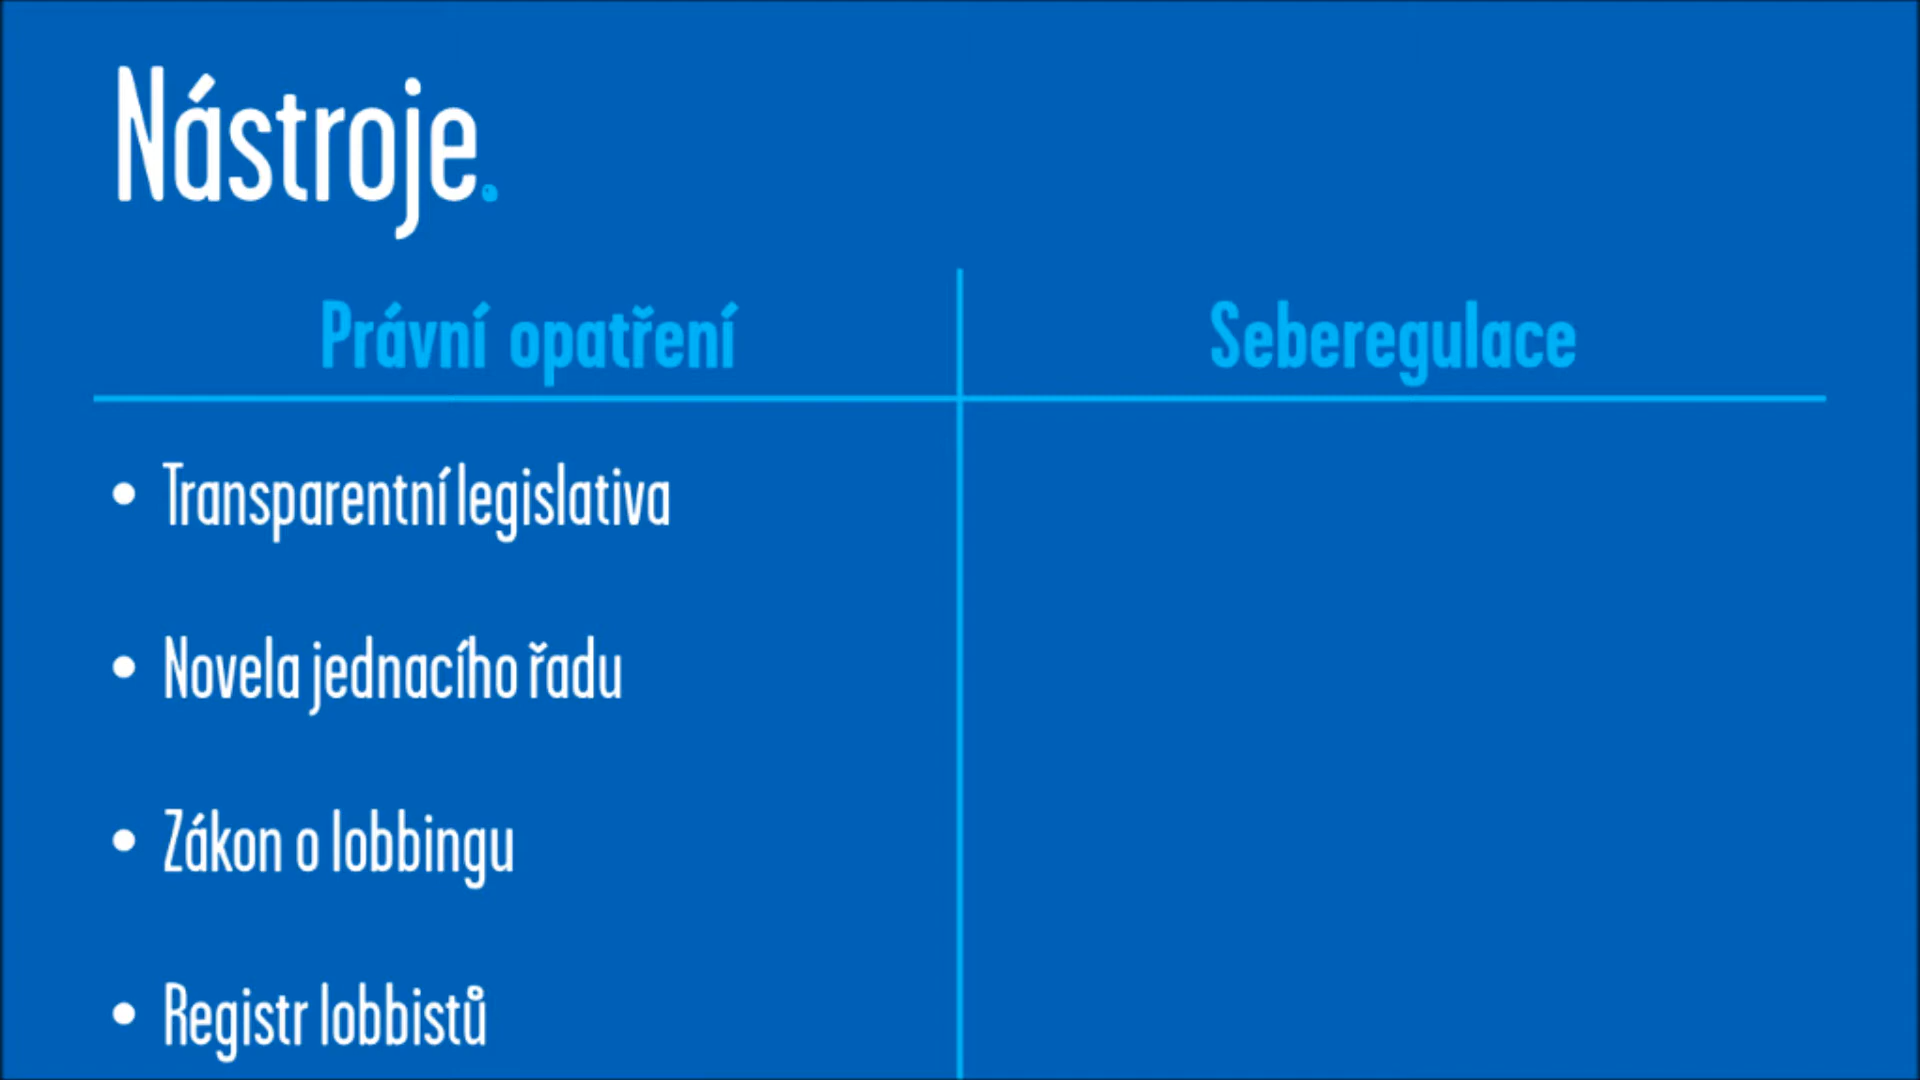 Nástroje.
Právní opatření
Seberegulace
• Transparentní legislativa
• Novela jednacího řadu
• Zákon o lobbingu
• Registr lobbistů